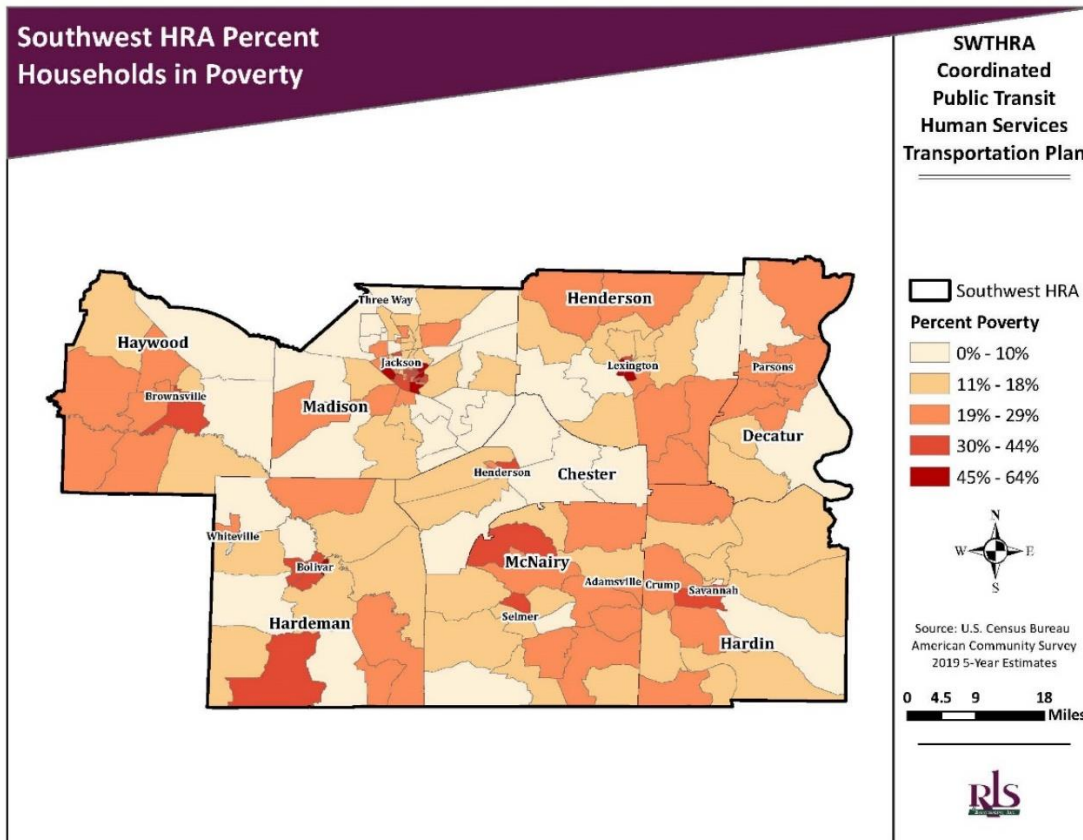 Southwest HRA Percent
Households in Poverty
SWTHRA
Coordinated
Public Transit
Human Services
Transportation Plan
Three Way
Henderson
Haywood
Jackson
Lexington
Parsons
Brownsville
Madison
Decatur
Henderson
Chester
Whiteville
Bolivar
McNairy
Adamsville
Crump
Savannah
Selmer
Hardeman
Hardin
Southwest HRA
Percent Poverty
0% - 10%
11% - 18%
19% - 29%
30% - 44%
45% - 64%
N
W
E
S
Source: U.S. Census Bureau
American Community Survey
2019 5-Year Estimates
0 4.5 9 18
Miles
RLS